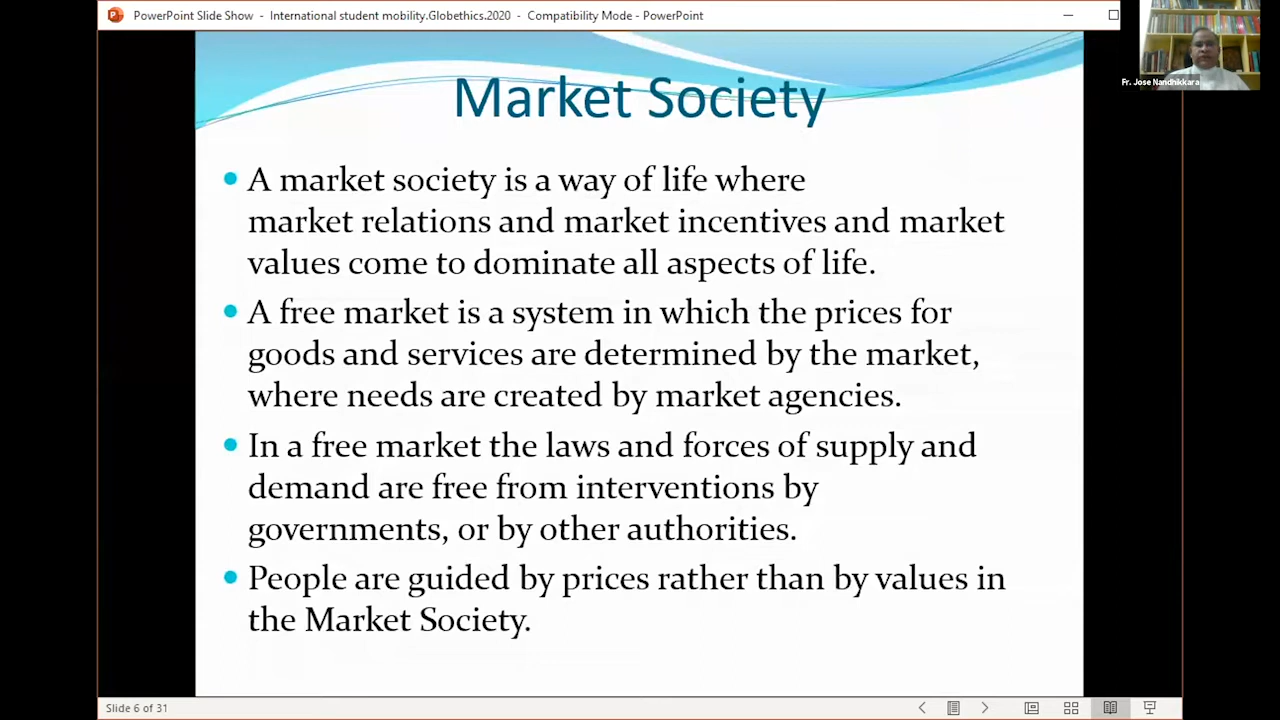 PowerPoint Slide Show - International student mobility.Globethics.2020 - Compatibility Mode - PowerPoint
Fr. Jose Nandhikkara
Market Society
• A market society is a way of life where
market relations and market incentives and market
values come to dominate all aspects of life.
• A free market is a system in which the prices for
goods and services are determined by the market,
where needs are created by market agencies.
• In a free market the laws and forces of supply and
demand are free from interventions by
governments, or by other authorities.
• People are guided by prices rather than by values in
the Market Society.
Slide 6 of 31